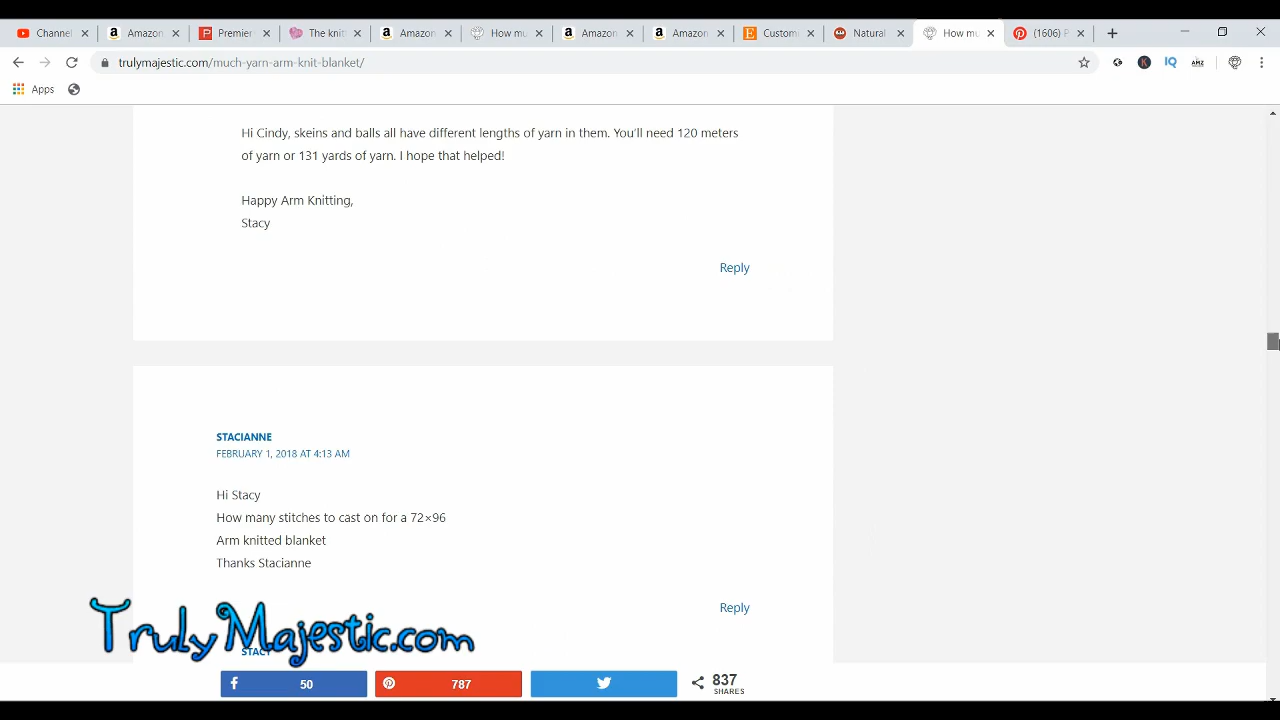 Channel
Amazon
Premier
The knit
Amazon
How mu
Amazon
Amazon
Custom
Natural
How mu
(1606) P
trulymajestic.com/much-yarn-arm-knit-blanket/
K
IQ
AMZ
Apps
Hi Cindy, skeins and balls all have different lengths of yarn in them. You'll need 120 meters
of yarn or 131 yards of yarn. I hope that helped!
Happy Arm Knitting,
Stacy
Reply
STACIANNE
FEBRUARY 1, 2018 AT 4:13 AM
Hi Stacy
How many stitches to cast on for a 72×96
Arm knitted blanket
Thanks Stacianne
Reply
TrulyMajestic.com
STACY
50
787
837
SHARES